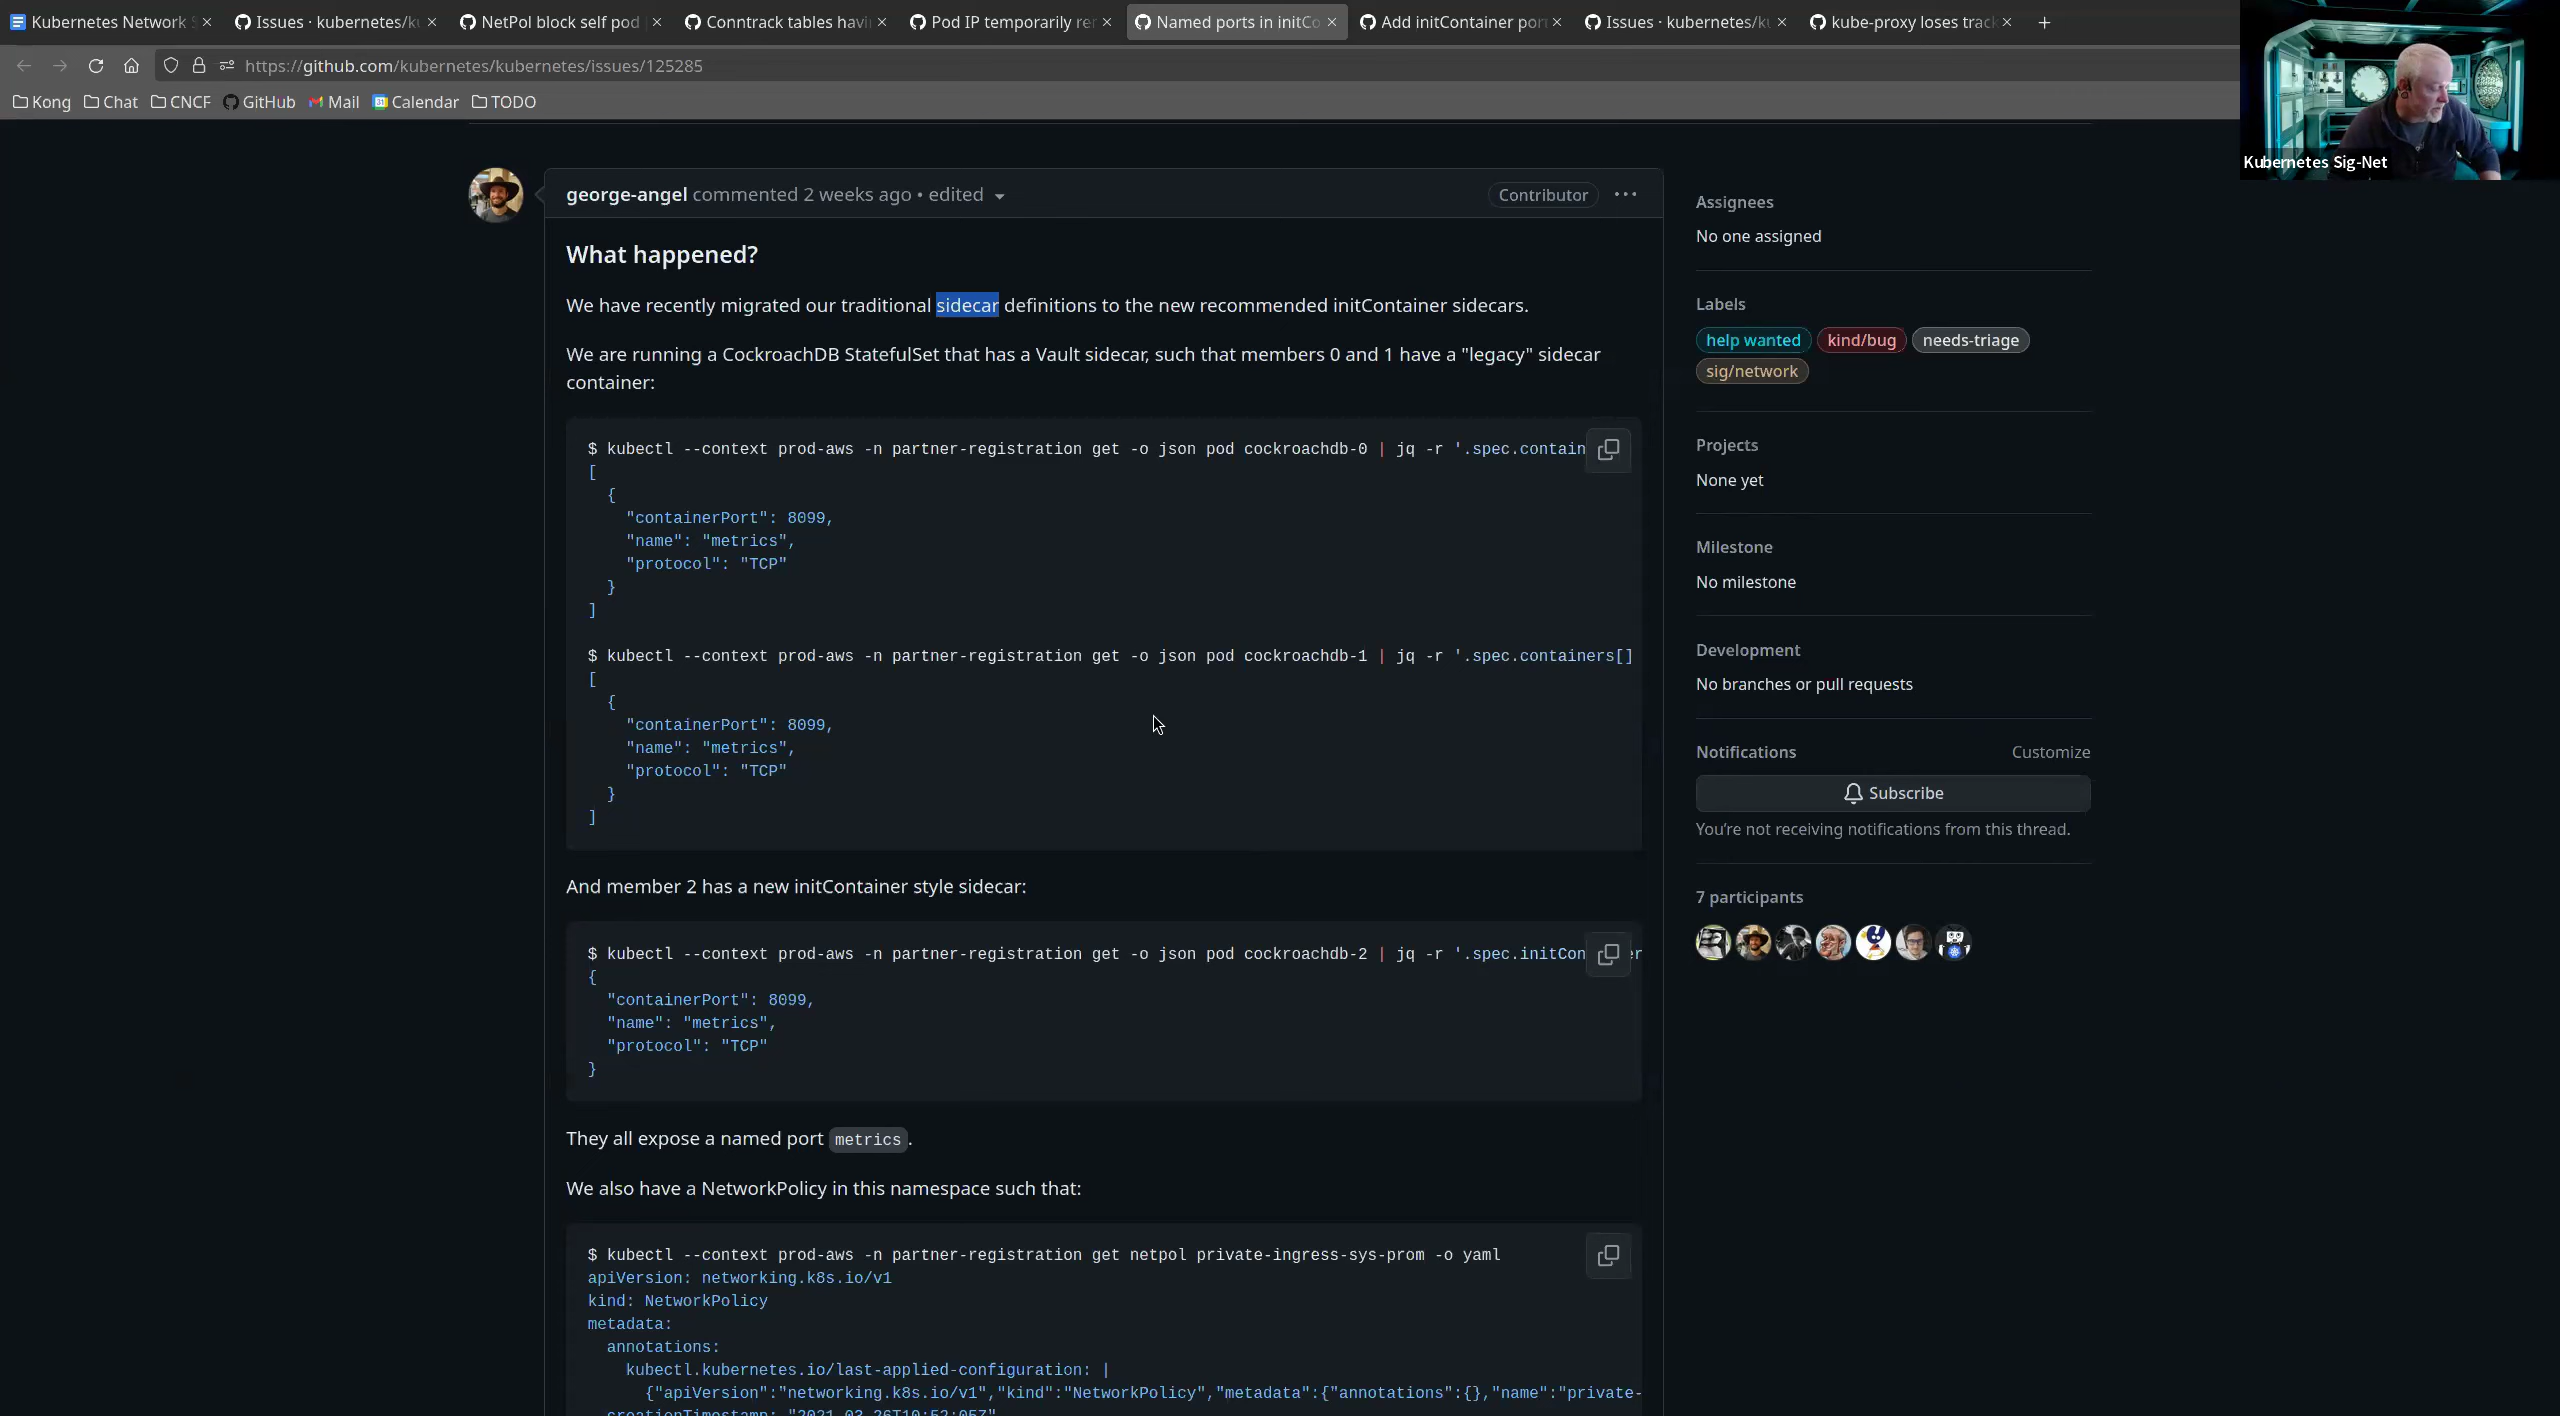 Kubernetes Network S
Issues · kubernetes/ku
NetPol block self pod
Conntrack tables havi
Pod IP temporarily re
Named ports in initCo
Add initContainer por
Issues · kubernetes/ku
kube-proxy loses track
https://github.com/kubernetes/kubernetes/issues/125285
Kong
Chat
CNCF
GitHub
Mail
Calendar
TODO
Kubernetes Sig-Net
george-angel commented 2 weeks ago • edited
Contributor
What happened?
We have recently migrated our traditional sidecar definitions to the new recommended initContainer sidecars.
We are running a CockroachDB StatefulSet that has a Vault sidecar, such that members 0 and 1 have a "legacy" sidecar
container:
$ kubectl --context prod-aws -n partner-registration get -o json pod cockroachdb-0 | jq -r '.spec.contain
[
{
"containerPort": 8099,
"name": "metrics",
"protocol": "TCP"
}
]
$ kubectl --context prod-aws -n partner-registration get -o json pod cockroachdb-1 | jq -r '.spec.containers[]
[
{
"containerPort": 8099,
"name": "metrics",
"protocol": "TCP"
}
]
And member 2 has a new initContainer style sidecar:
$ kubectl --context prod-aws -n partner-registration get -o json pod cockroachdb-2 | jq -r '.spec.initCon er
{
"containerPort": 8099,
"name": "metrics",
"protocol": "TCP"
}
They all expose a named port metrics.
We also have a NetworkPolicy in this namespace such that:
$ kubectl --context prod-aws -n partner-registration get netpol private-ingress-sys-prom -o yaml
apiVersion: networking.k8s.io/v1
kind: NetworkPolicy
metadata:
annotations:
kubectl.kubernetes.io/last-applied-configuration: |
{"apiVersion":"networking.k8s.io/v1","kind":"NetworkPolicy","metadata":{"annotations":{},"name":"private-
creationTimestamp: "2021-03-26T10:52:05Z"
Assignees
No one assigned
Labels
help wanted
kind/bug
needs-triage
sig/network
Projects
None yet
Milestone
No milestone
Development
No branches or pull requests
Notifications
Customize
Subscribe
You're not receiving notifications from this thread.
7 participants